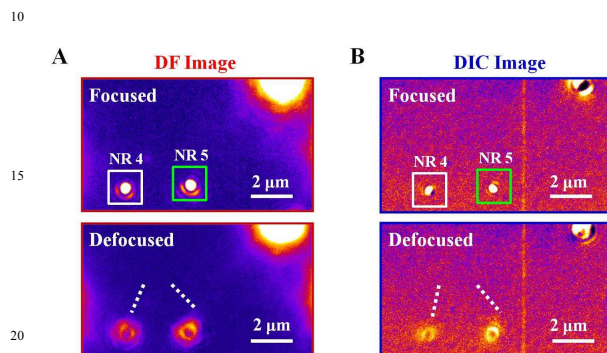 10
A
B
DF Image
DIC Image
Focused
Focused
NR 4
NR 5
NR 4
NR 5
15
2 μm
2 μm
Defocused
Defocused
2 μm
2 μm
20